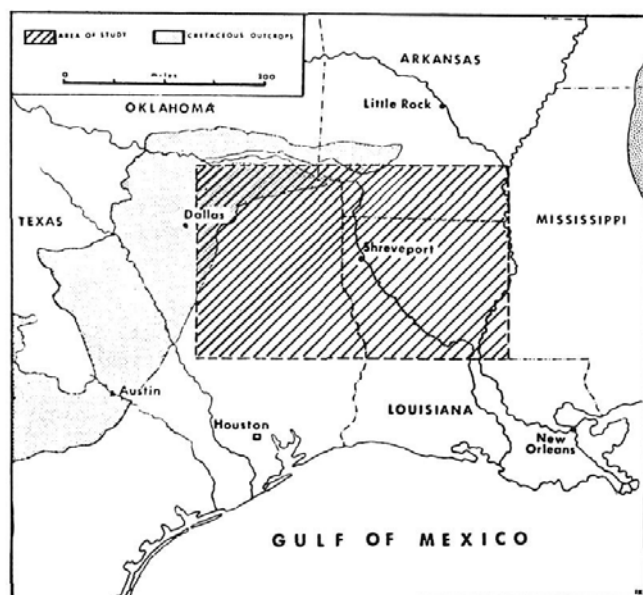 AREA OF STUDY
CRETACEOUS OUTCROPS
0 miles 200
ARKANSAS
Little Rock
OKLAHOMA
MISSISSIPPI
TEXAS
Dallas
Shreveport
Austin
Houston
LOUISIANA
New
Orleans
GULF OF MEXICO